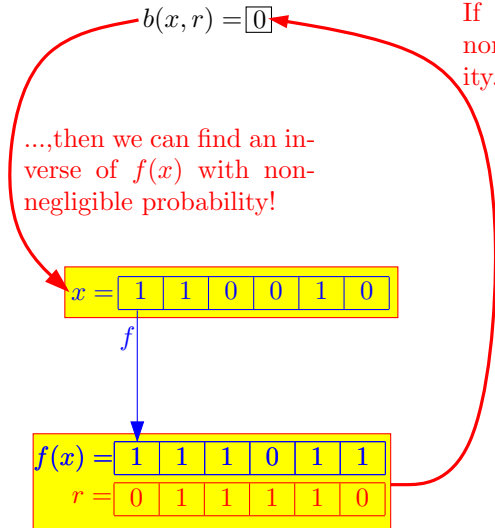 b(x, r) = 0
If
non
ity.
...,then we can find an in-
verse of f(x) with non-
negligible probability!
x = 1 1 0 0 1 0
f
f(x) = 1 1 1 0 1 1
r = 0 1 1 1 1 0